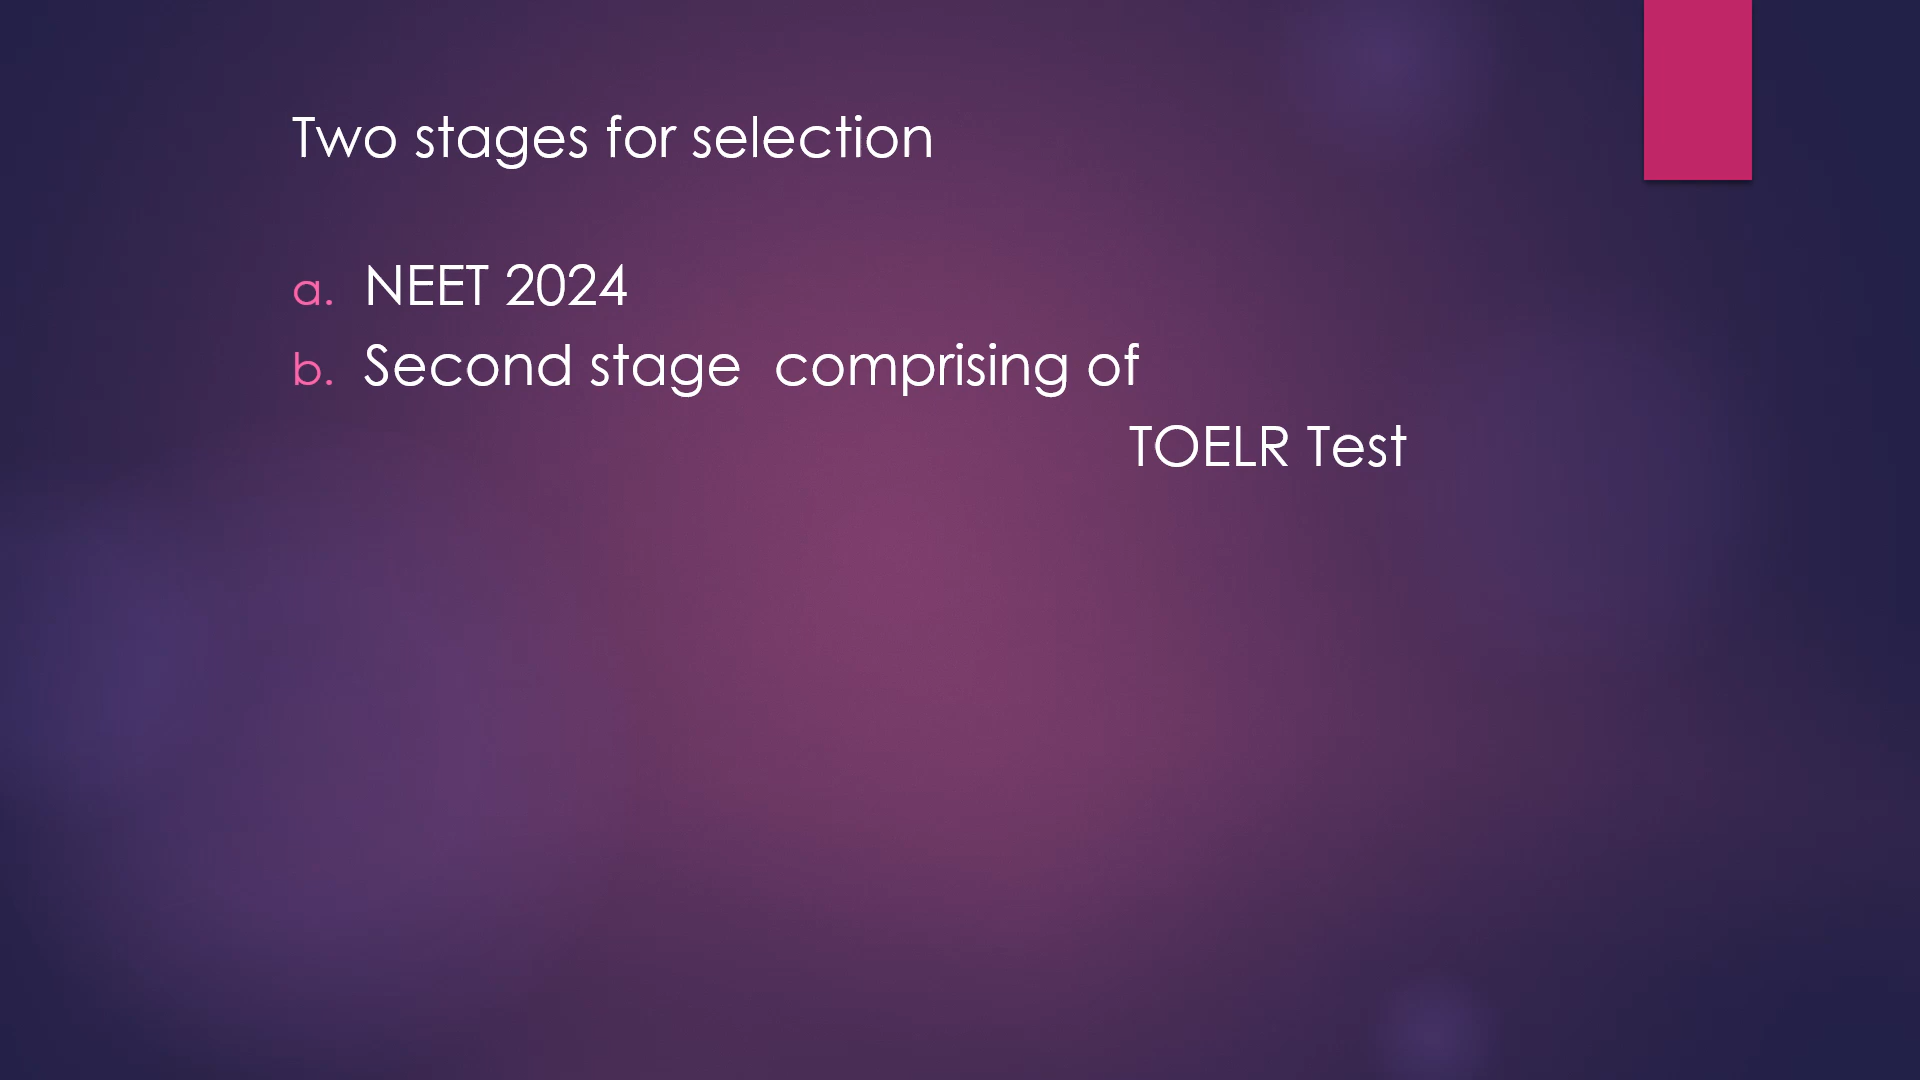 Two stages for selection
a. NEET 2024
b. Second stage  comprising of
TOELR Test